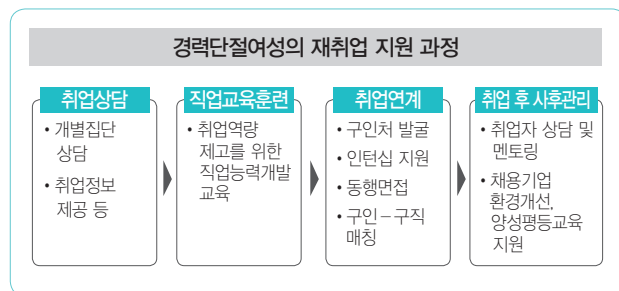 경력단절여성의 재취업 지원 과정
취업상담
• 개별집단
상담
• 취업정보
제공 등
직업교육훈련
• 취업역량
제고를 위한
직업능력개발
교육
취업연계
• 구인처 발굴
• 인턴십 지원
• 동행면접
• 구인-구직
매칭
취업 후 사후관리
• 취업자 상담 및
멘토링
• 채용기업
환경개선,
양성평등교육
지원